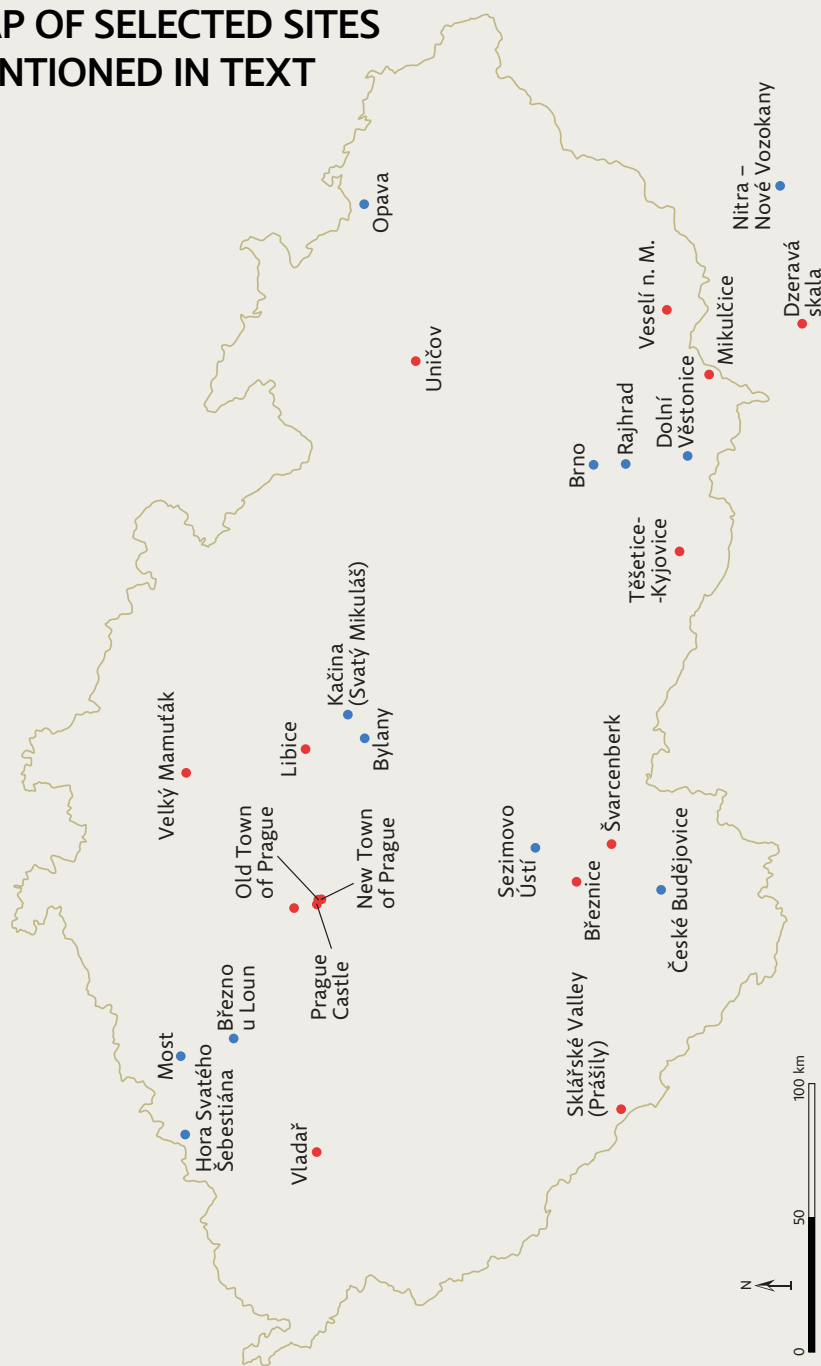 AP OF SELECTED SITES
NTIONED IN TEXT
Opava
Nitra –
Nové Vozokany
Dzeravá
skala
Veselí n. M.
Mikulčice
Uničov
Brno
Rajhrad
Dolní
Věstonice
Těšetice-
-Kyjovice
Kačina
(Svatý Mikuláš)
Bylany
Libice
Velký Mamuťák
Old Town
of Prague
New Town
of Prague
Prague
Castle
Sezimovo
Ústí
Švarcenberk
Březnice
České Budějovice
Most
Březno
u Loun
Hora Svatého
Šebestiána
Vladař
Sklářské Valley
(Prášily)
N
0 50 100 km